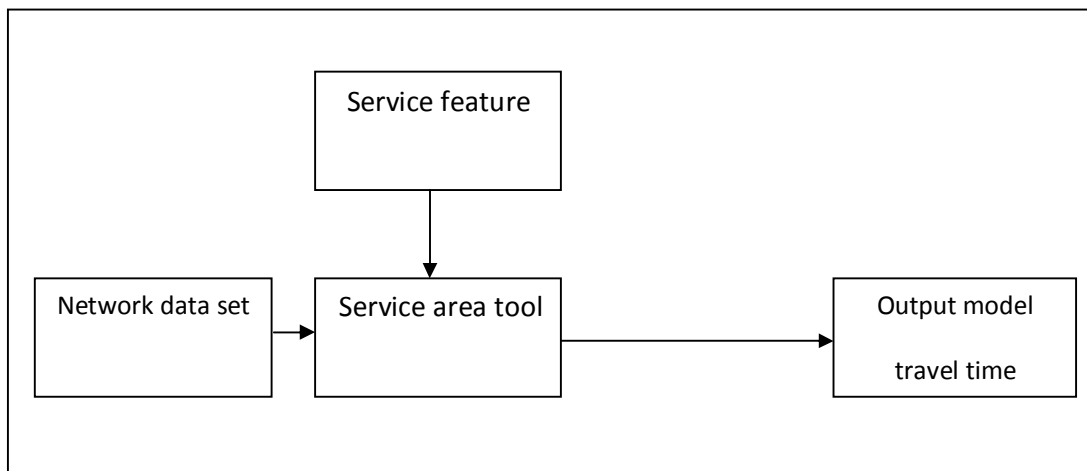 Service feature
Network data set
Service area tool
Output model
travel time